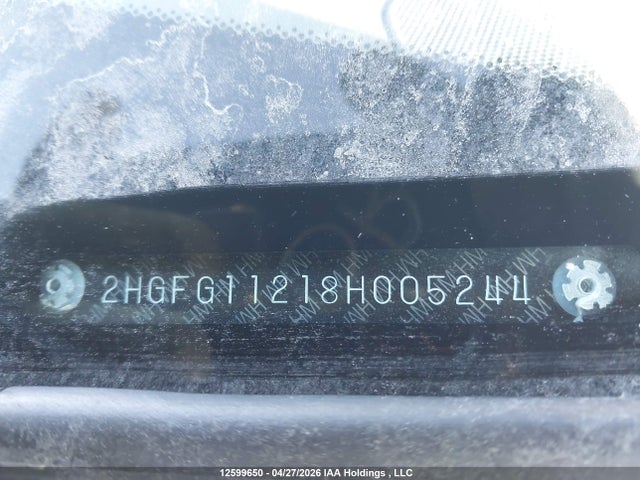 2HGFG11218H005244
12599650 - 04/27/2026 IAA Holdings , LLC